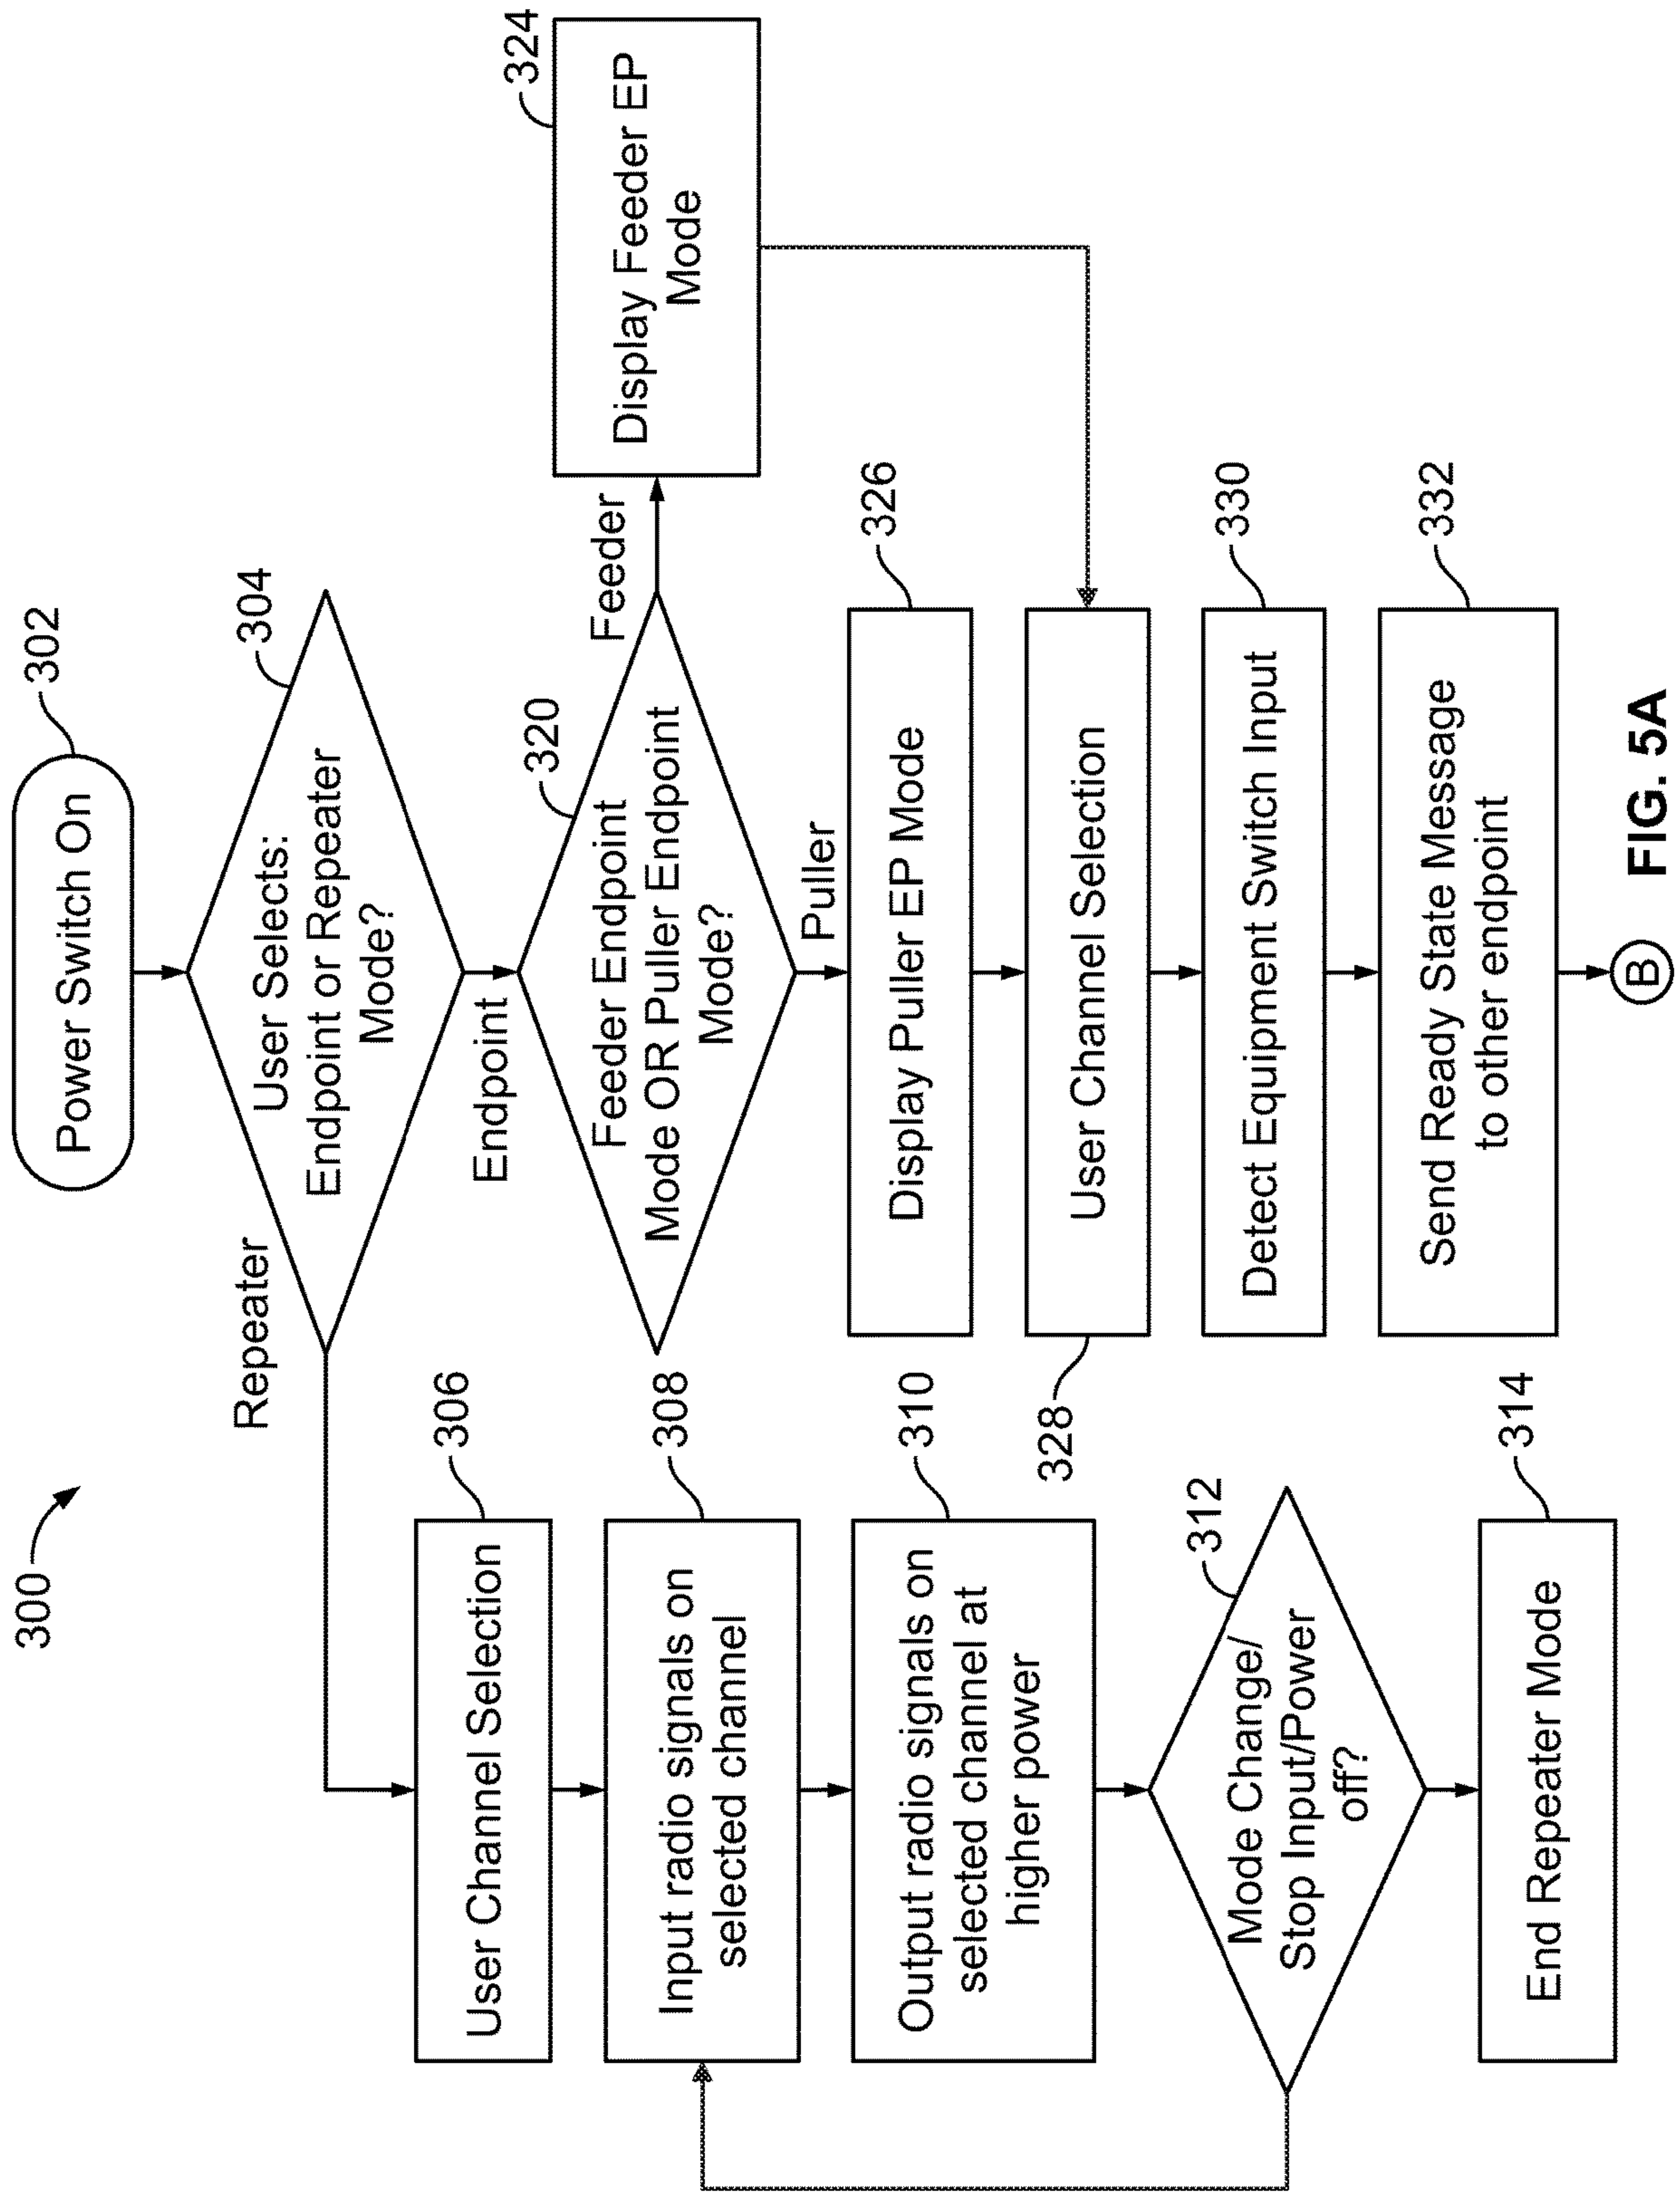 300
Power Switch On
302
User Selects:
Endpoint or Repeater
Mode?
304
Repeater
Endpoint
User Channel Selection
306
Input radio signals on
selected channel
308
Output radio signals on
selected channel at
higher power
310
Mode Change/
Stop Input/Power
off?
312
End Repeater Mode
314
Feeder Endpoint
Mode OR Puller Endpoint
Mode?
320
Feeder
Display Feeder EP
Mode
324
Puller
Display Puller EP Mode
326
User Channel Selection
328
Detect Equipment Switch Input
330
Send Ready State Message
to other endpoint
332
B
FIG. 5A